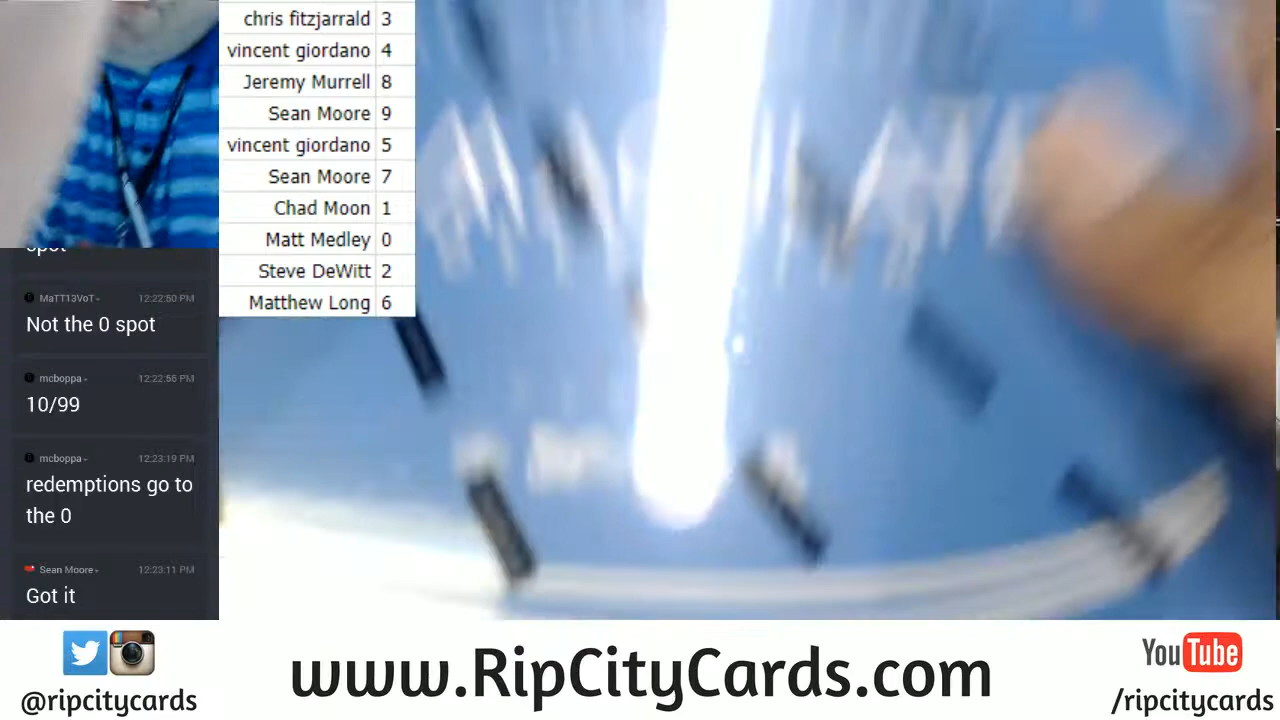 chris fitzjarrald 3
vincent giordano 4
Jeremy Murrell 8
Sean Moore 9
vincent giordano 5
Sean Moore 7
Chad Moon 1
Matt Medley 0
Steve DeWitt 2
Matthew Long 6
spot
MaTT13VoT 12:22:50 PM
Not the 0 spot
mcboppa 12:22:56 PM
10/99
mcboppa 12:23:19 PM
redemptions go to
the 0
Sean Moore 12:23:11 PM
Got it
@ripcitycards
www.RipCityCards.com
YouTube
/ripcitycards